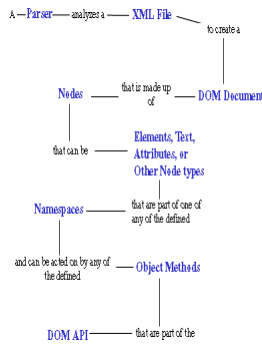 A Parser analyzes a XML File
to create a
DOM Document
that is made up
of
Nodes
that can be
Elements, Text,
Attributes, or
Other Node types
that are part of one of
any of the defined
Namespaces
and can be acted on by any of
the defined
Object Methods
that are part of the
DOM API